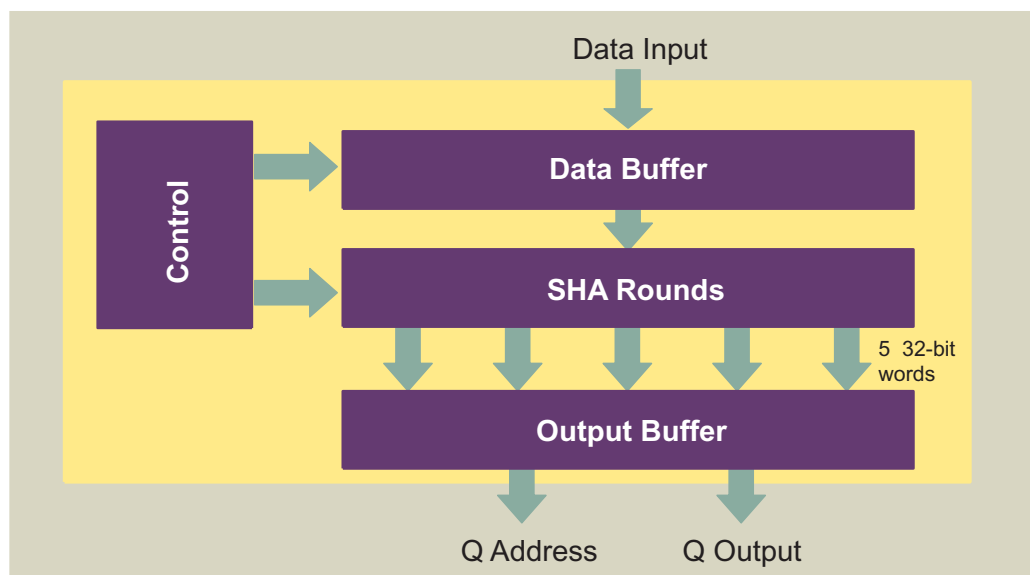 Data Input
Control
Data Buffer
SHA Rounds
5 32-bit
words
Output Buffer
Q Address
Q Output